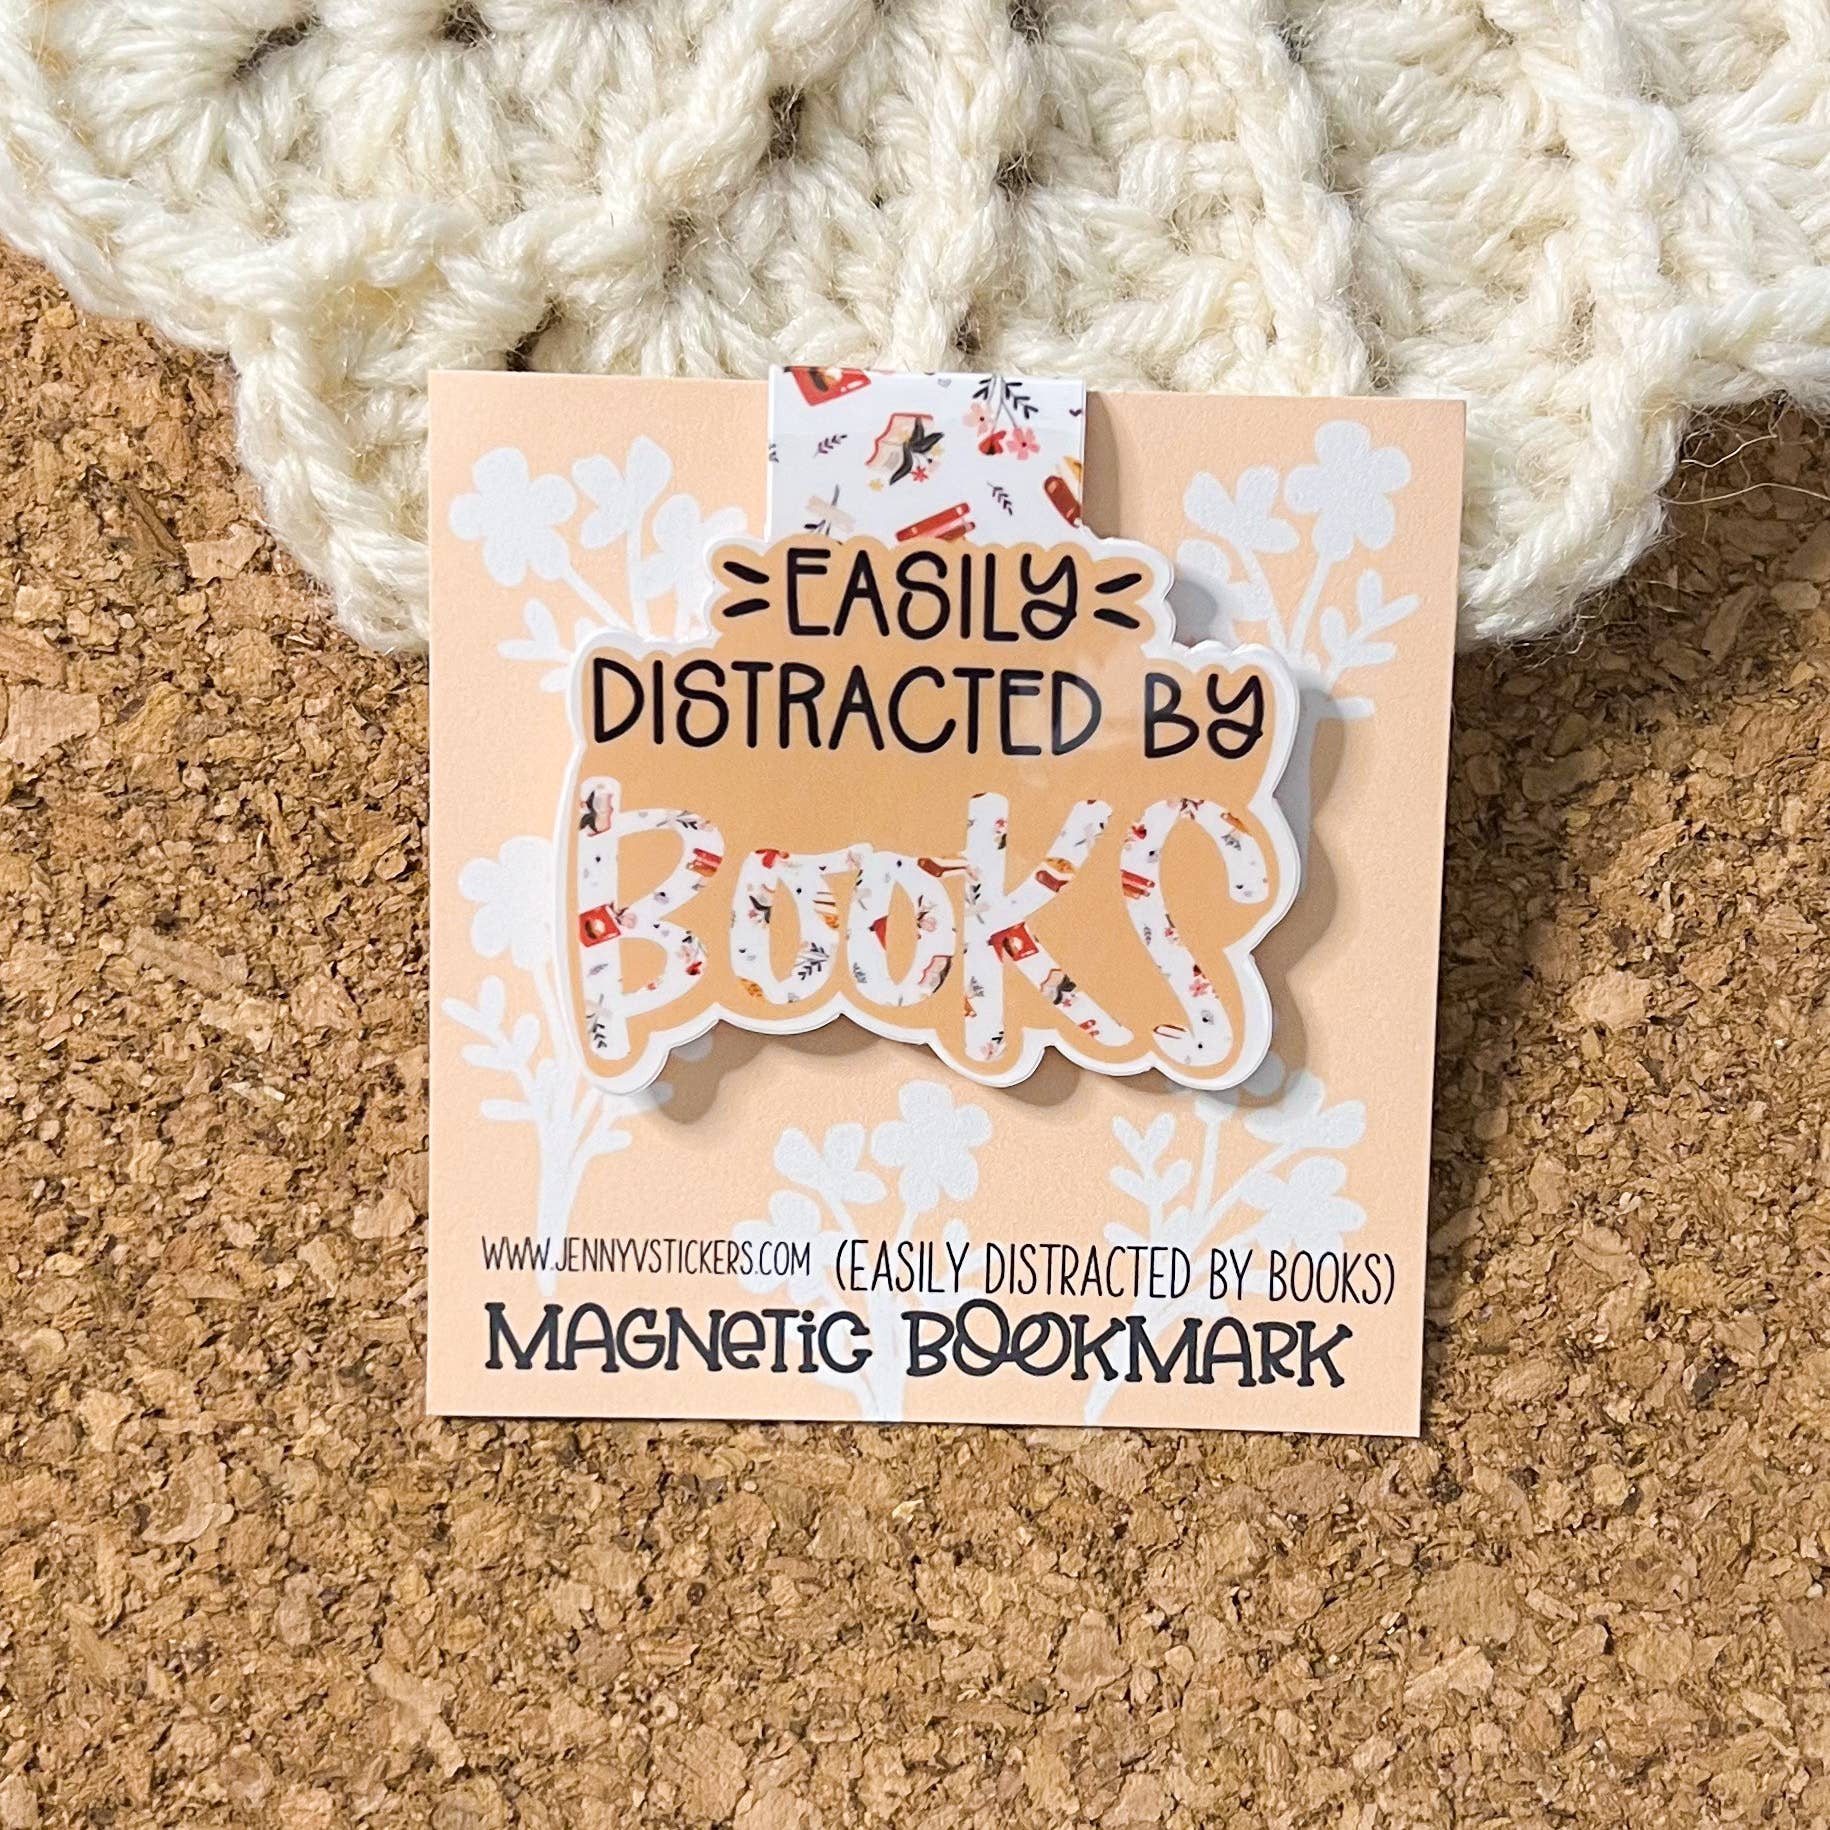 EASILY
DISTRACTED BY
BOOKS
WWW.JENNYVSTICKERS.COM (EASILY DISTRACTED BY BOOKS)
MAGNETIC BOOKMARK